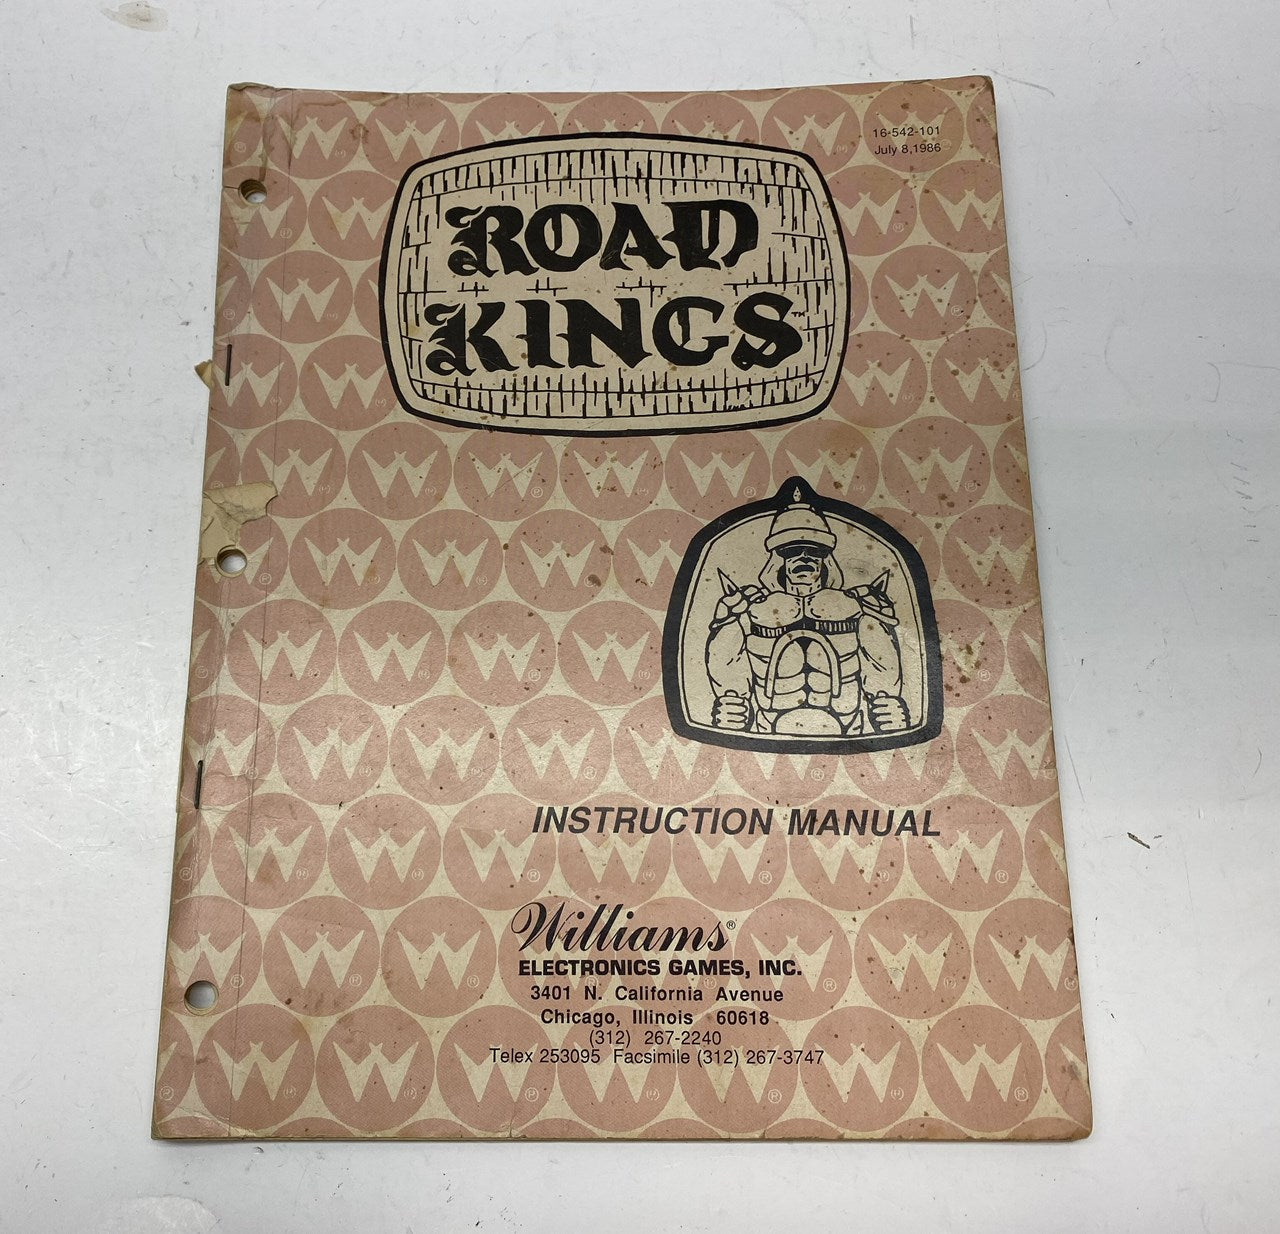 16-542-101
July 8,1986
ROAD
KINGS™
INSTRUCTION MANUAL
Williams®
ELECTRONICS GAMES, INC.
3401 N. California Avenue
Chicago, Illinois 60618
(312) 267-2240
Telex 253095 Facsimile (312) 267-3747